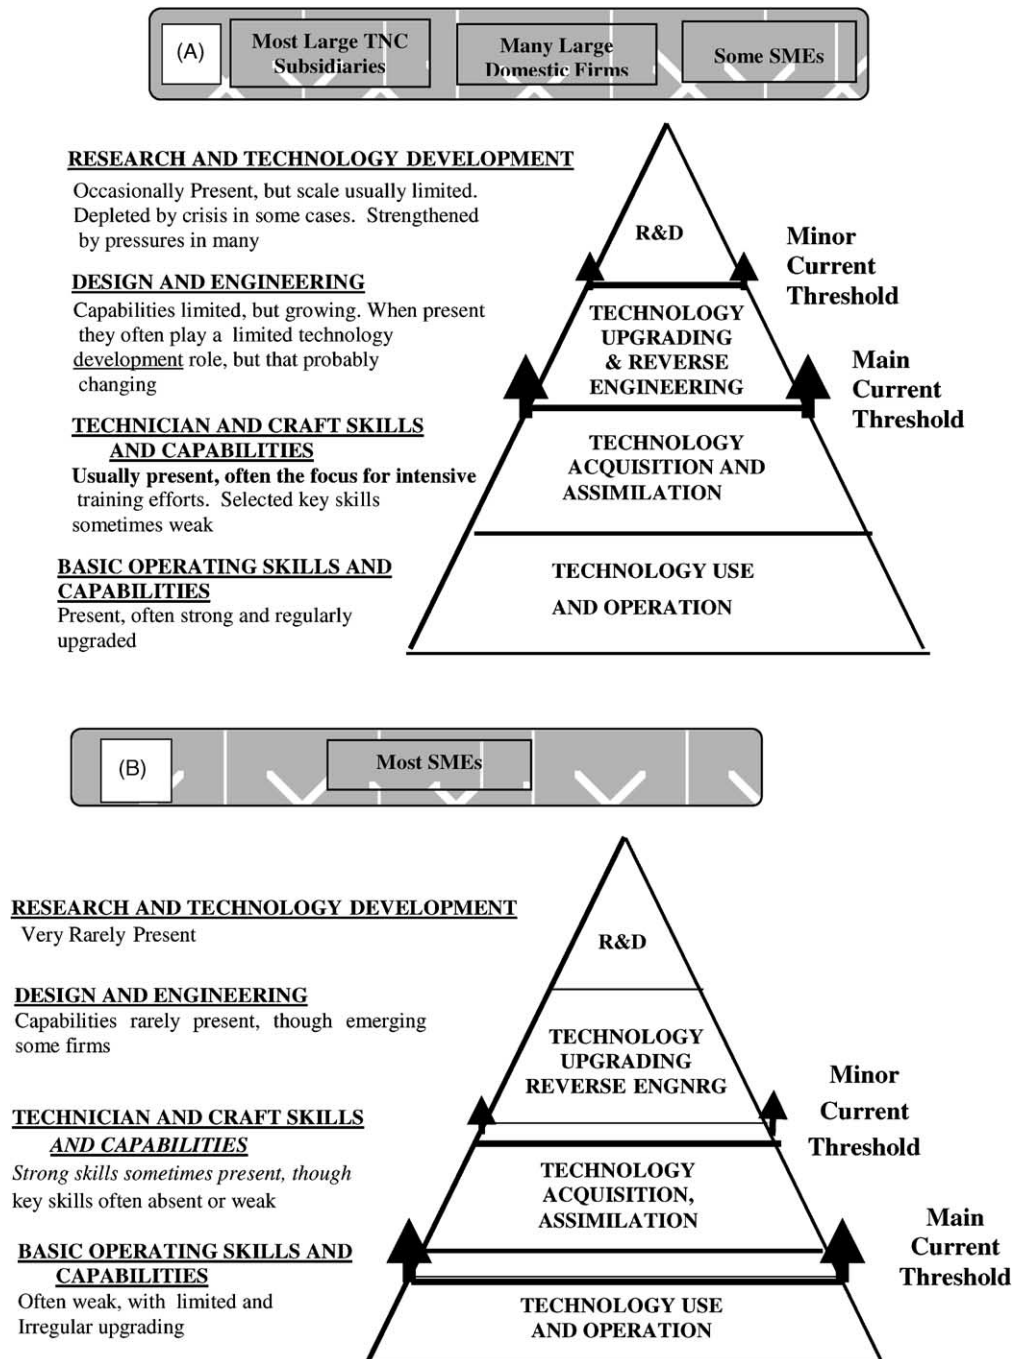 (A)
Most Large TNC
Subsidiaries
Many Large
Domestic Firms
Some SMEs
RESEARCH AND TECHNOLOGY DEVELOPMENT
Occasionally Present, but scale usually limited.
Depleted by crisis in some cases. Strengthened
by pressures in many
DESIGN AND ENGINEERING
Capabilities limited, but growing. When present
they often play a limited technology
development role, but that probably
changing
TECHNICIAN AND CRAFT SKILLS
AND CAPABILITIES
Usually present, often the focus for intensive
training efforts. Selected key skills
sometimes weak
BASIC OPERATING SKILLS AND
CAPABILITIES
Present, often strong and regularly
upgraded
R&D
TECHNOLOGY
UPGRADING
& REVERSE
ENGINEERING
TECHNOLOGY
ACQUISITION AND
ASSIMILATION
TECHNOLOGY USE
AND OPERATION
Minor
Current
Threshold
Main
Current
Threshold
(B)
Most SMEs
RESEARCH AND TECHNOLOGY DEVELOPMENT
Very Rarely Present
DESIGN AND ENGINEERING
Capabilities rarely present, though emerging
some firms
TECHNICIAN AND CRAFT SKILLS
AND CAPABILITIES
Strong skills sometimes present, though
key skills often absent or weak
BASIC OPERATING SKILLS AND
CAPABILITIES
Often weak, with limited and
Irregular upgrading
R&D
TECHNOLOGY
UPGRADING
REVERSE ENGNRG
TECHNOLOGY
ACQUISITION,
ASSIMILATION
TECHNOLOGY USE
AND OPERATION
Minor
Current
Threshold
Main
Current
Threshold